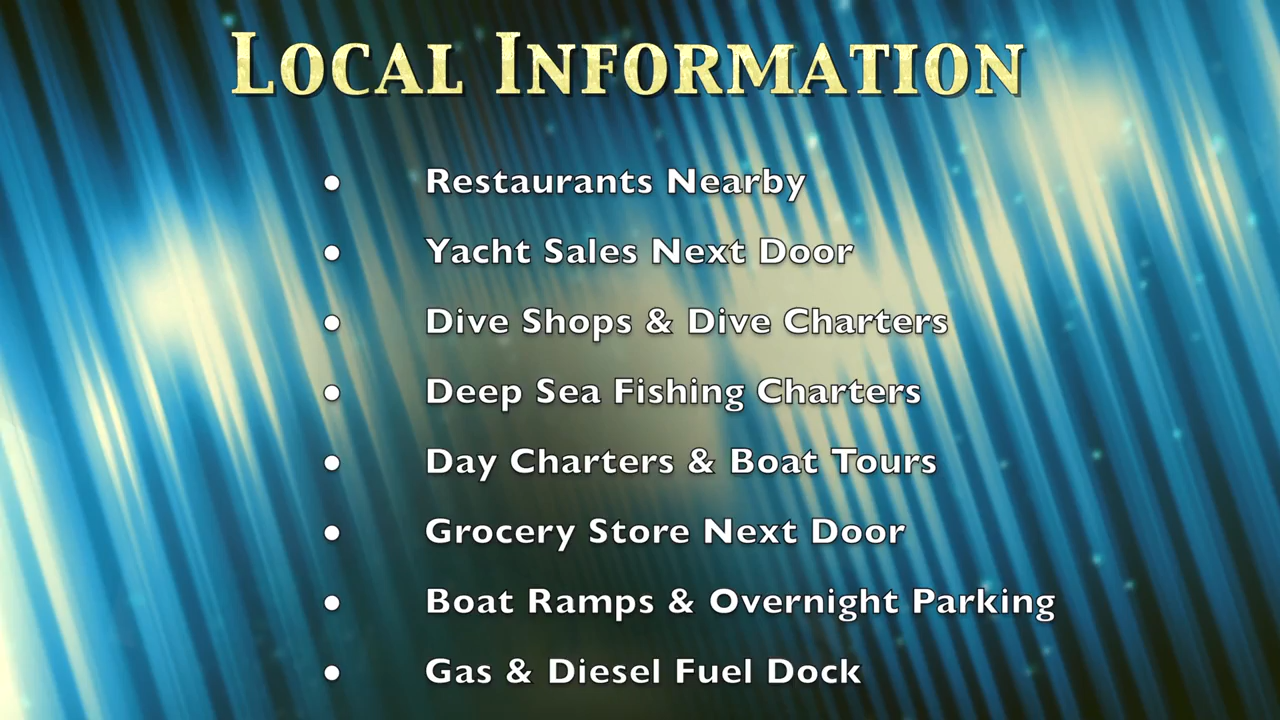 Local Information
• Restaurants Nearby
• Yacht Sales Next Door
• Dive Shops & Dive Charters
• Deep Sea Fishing Charters
• Day Charters & Boat Tours
• Grocery Store Next Door
• Boat Ramps & Overnight Parking
• Gas & Diesel Fuel Dock